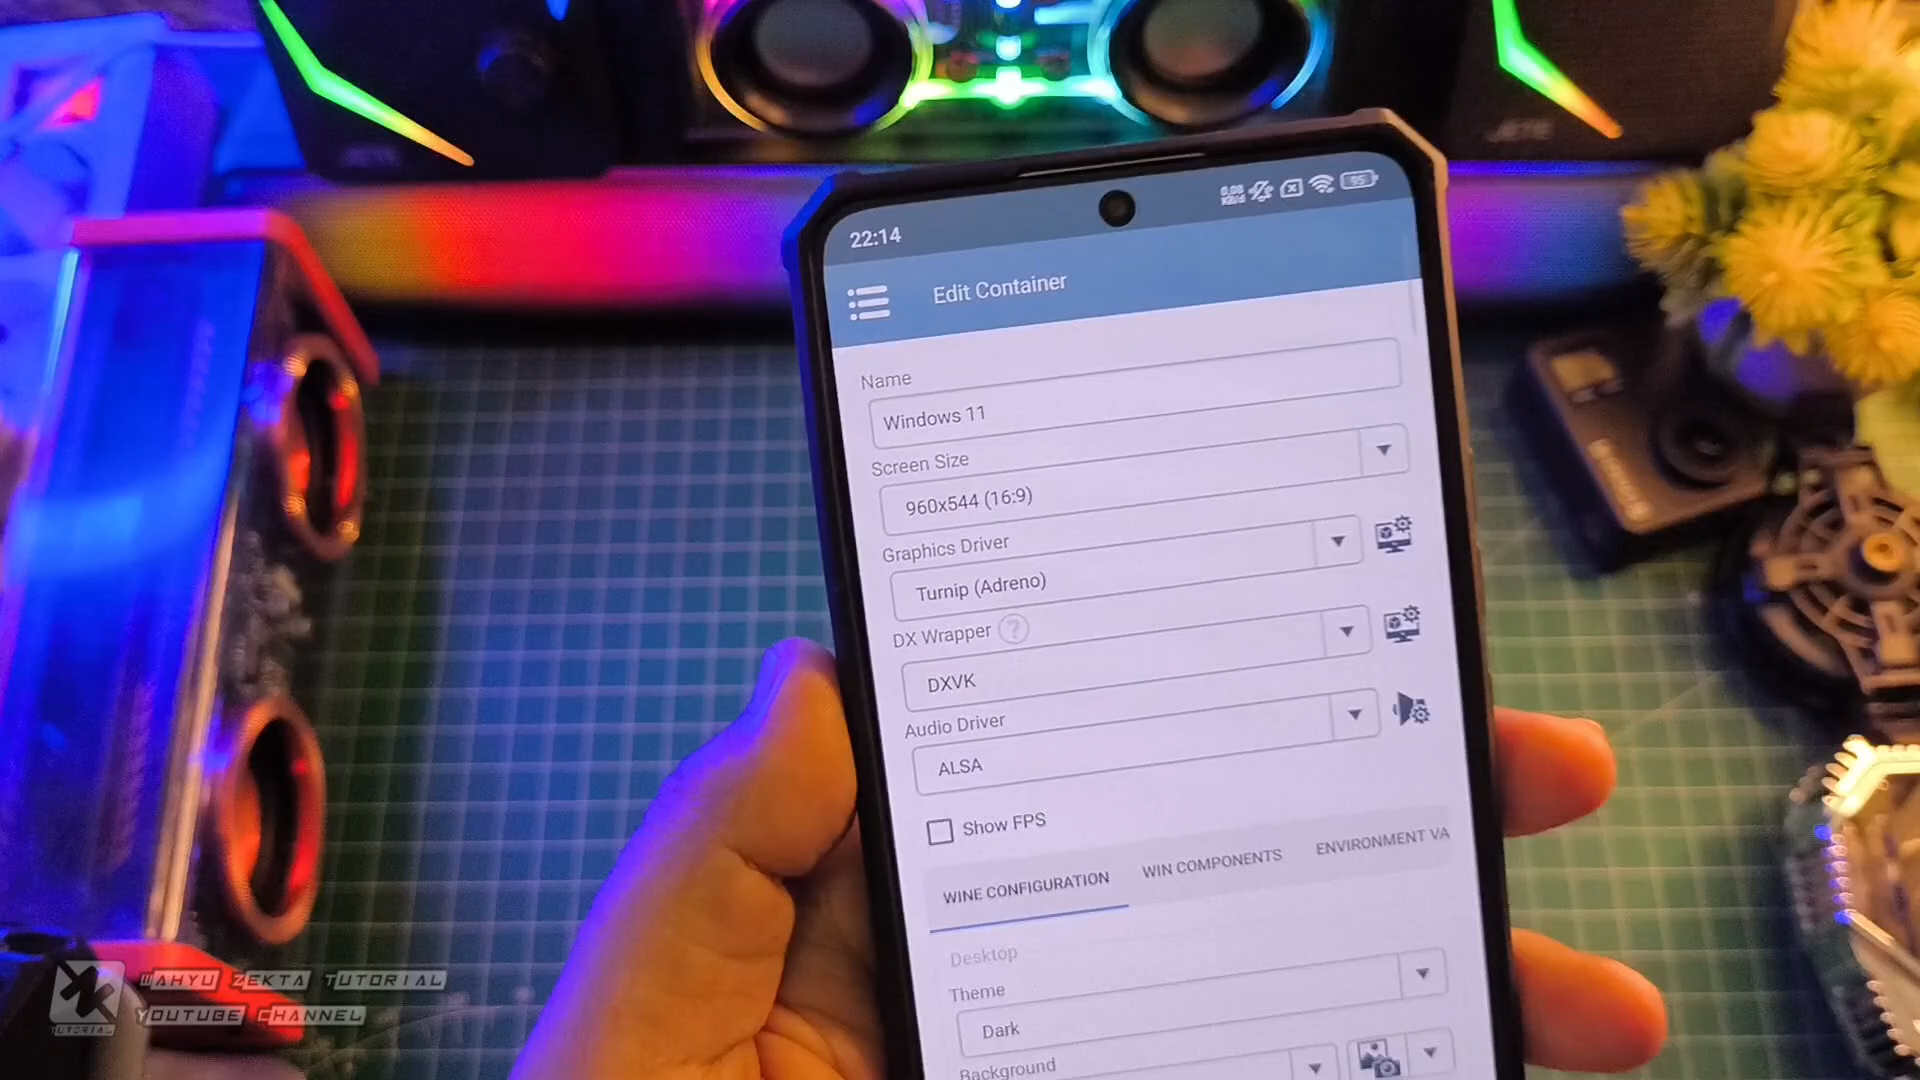 22:14
95
Edit Container
Name
Windows 11
Screen Size
960x544 (16:9)
Graphics Driver
Turnip (Adreno)
DX Wrapper ?
DXVK
Audio Driver
ALSA
Show FPS
WINE CONFIGURATION WIN COMPONENTS ENVIRONMENT VA
Desktop
Theme
Dark
Background
WAHYU ZEKTA TUTORIAL
YOUTUBE CHANNEL
TUTORIAL